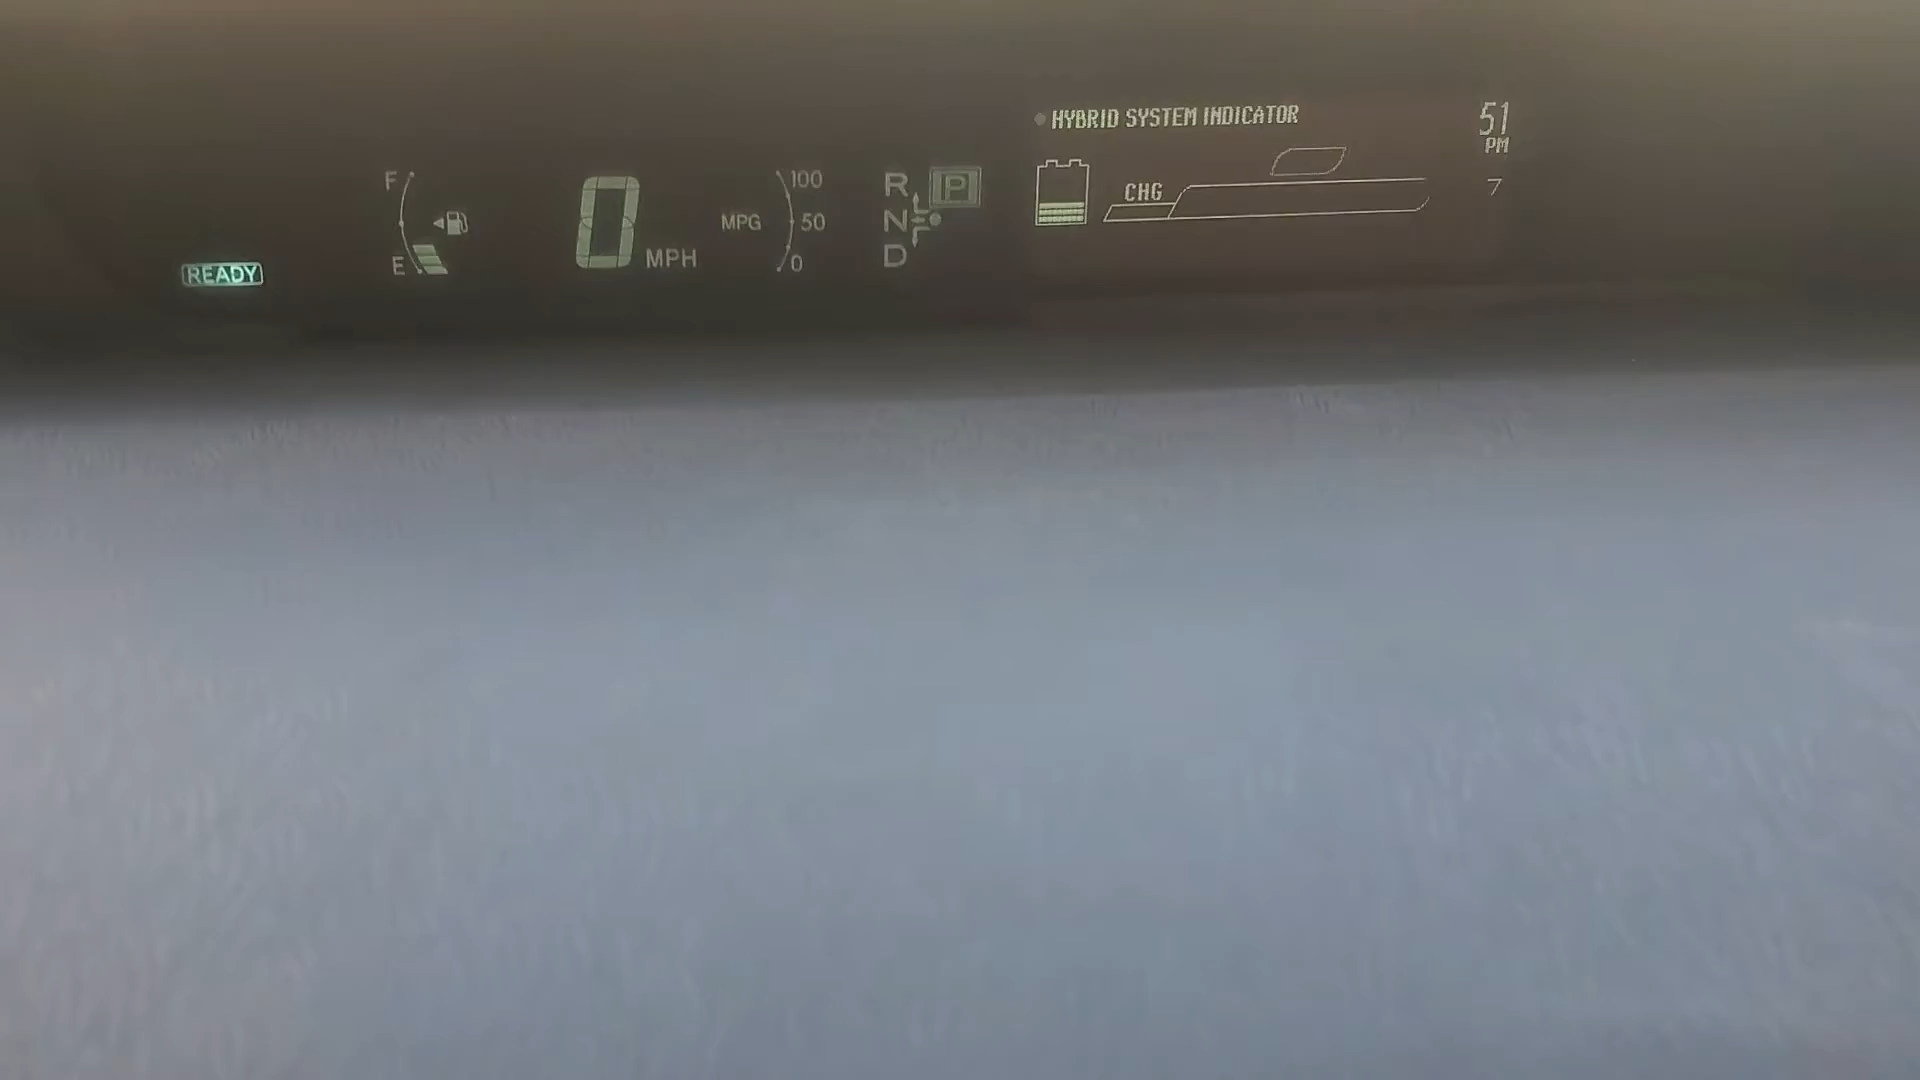 HYBRID SYSTEM INDICATOR
51
PM
7
F
E
READY
0
MPH
MPG
100
50
0
R
P
N
D
CHG